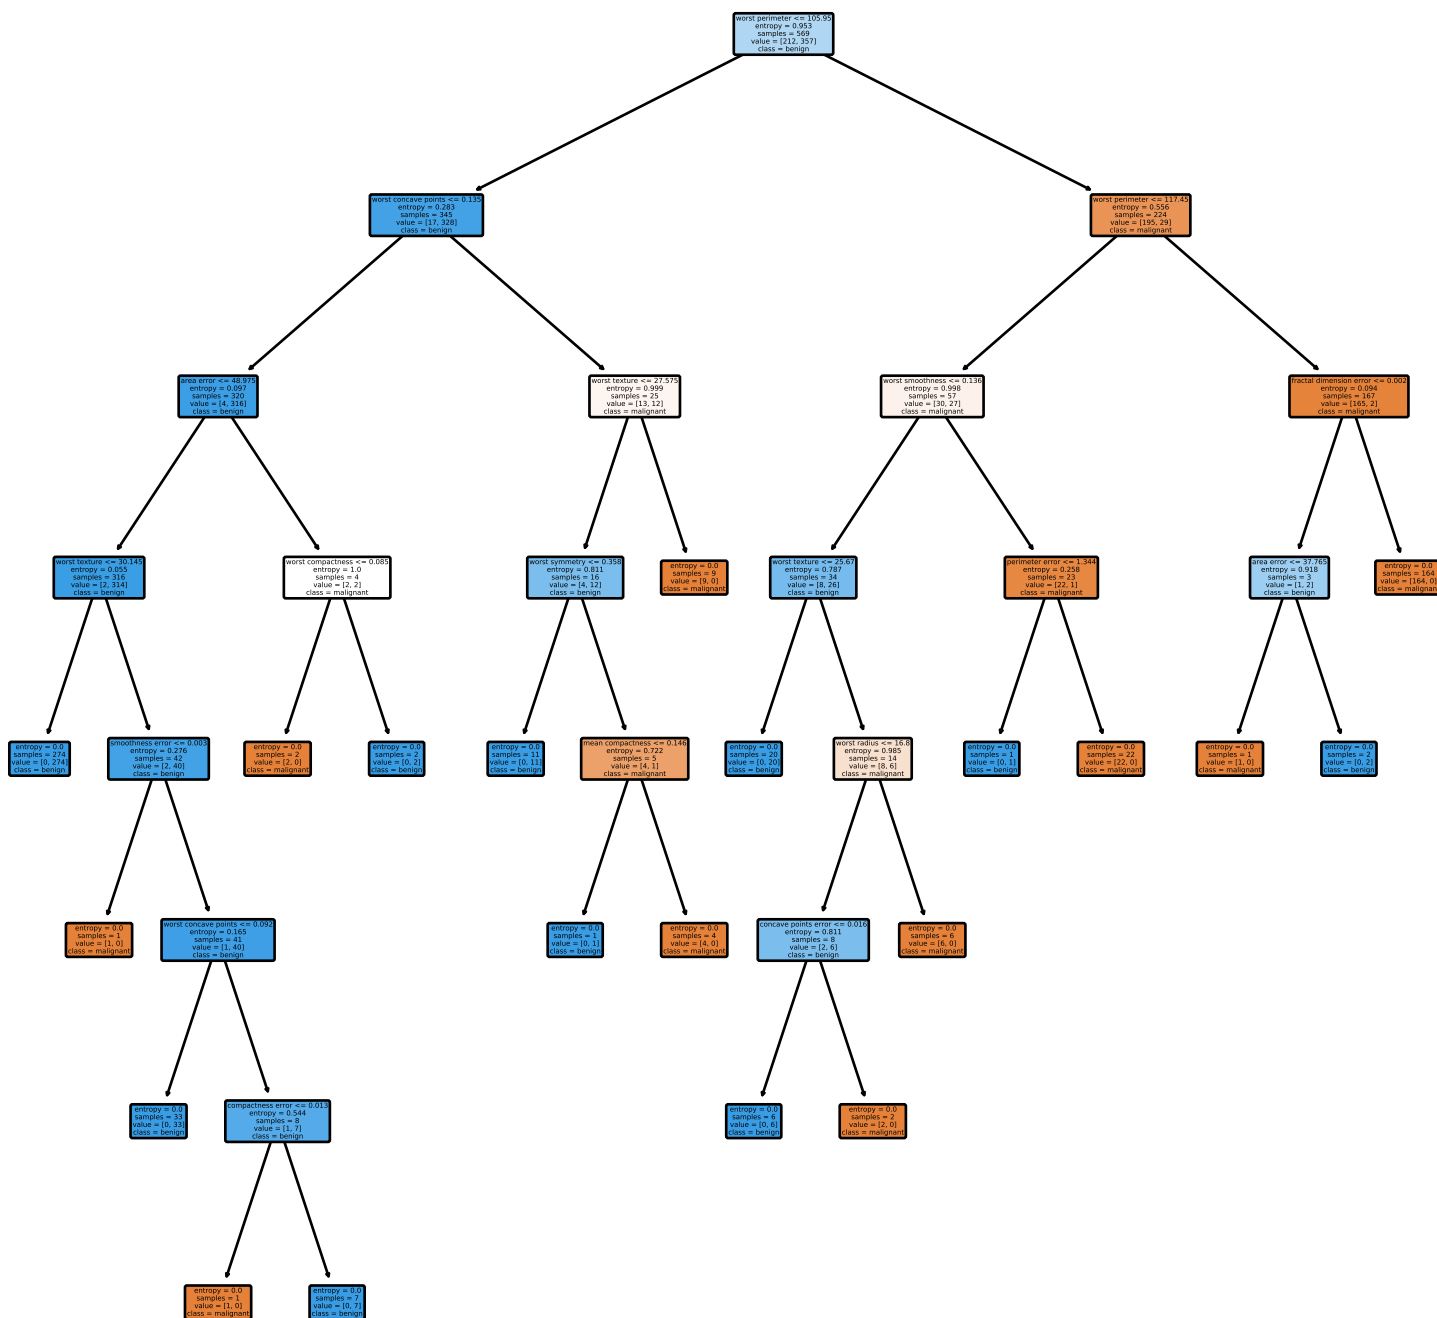 worst perimeter <= 105.95
entropy = 0.953
samples = 569
value = [212, 357]
class = benign
worst concave points <= 0.135
entropy = 0.283
samples = 345
value = [17, 328]
class = benign
worst perimeter <= 117.45
entropy = 0.556
samples = 224
value = [195, 29]
class = malignant
area error <= 48.975
entropy = 0.097
samples = 320
value = [4, 316]
class = benign
worst texture <= 27.575
entropy = 0.999
samples = 25
value = [13, 12]
class = malignant
worst smoothness <= 0.136
entropy = 0.998
samples = 57
value = [30, 27]
class = malignant
fractal dimension error <= 0.002
entropy = 0.094
samples = 167
value = [165, 2]
class = malignant
worst texture <= 30.145
entropy = 0.055
samples = 316
value = [2, 314]
class = benign
worst compactness <= 0.085
entropy = 1.0
samples = 4
value = [2, 2]
class = malignant
worst symmetry <= 0.358
entropy = 0.811
samples = 16
value = [4, 12]
class = benign
entropy = 0.0
samples = 9
value = [9, 0]
class = malignant
worst texture <= 25.67
entropy = 0.787
samples = 34
value = [8, 26]
class = benign
perimeter error <= 1.344
entropy = 0.258
samples = 23
value = [22, 1]
class = malignant
area error <= 37.765
entropy = 0.918
samples = 3
value = [1, 2]
class = benign
entropy = 0.0
samples = 164
value = [164, 0]
class = malignant
entropy = 0.0
samples = 274
value = [0, 274]
class = benign
smoothness error <= 0.003
entropy = 0.276
samples = 42
value = [2, 40]
class = benign
entropy = 0.0
samples = 2
value = [2, 0]
class = malignant
entropy = 0.0
samples = 2
value = [0, 2]
class = benign
entropy = 0.0
samples = 11
value = [0, 11]
class = benign
mean compactness <= 0.146
entropy = 0.722
samples = 5
value = [4, 1]
class = malignant
entropy = 0.0
samples = 20
value = [0, 20]
class = benign
worst radius <= 16.8
entropy = 0.985
samples = 14
value = [8, 6]
class = malignant
entropy = 0.0
samples = 1
value = [0, 1]
class = benign
entropy = 0.0
samples = 22
value = [22, 0]
class = malignant
entropy = 0.0
samples = 1
value = [1, 0]
class = malignant
entropy = 0.0
samples = 2
value = [0, 2]
class = benign
entropy = 0.0
samples = 1
value = [1, 0]
class = malignant
worst concave points <= 0.092
entropy = 0.165
samples = 41
value = [1, 40]
class = benign
entropy = 0.0
samples = 1
value = [0, 1]
class = benign
entropy = 0.0
samples = 4
value = [4, 0]
class = malignant
concave points error <= 0.016
entropy = 0.811
samples = 8
value = [2, 6]
class = benign
entropy = 0.0
samples = 6
value = [6, 0]
class = malignant
entropy = 0.0
samples = 33
value = [0, 33]
class = benign
compactness error <= 0.013
entropy = 0.544
samples = 8
value = [1, 7]
class = benign
entropy = 0.0
samples = 6
value = [0, 6]
class = benign
entropy = 0.0
samples = 2
value = [2, 0]
class = malignant
entropy = 0.0
samples = 1
value = [1, 0]
class = malignant
entropy = 0.0
samples = 7
value = [0, 7]
class = benign